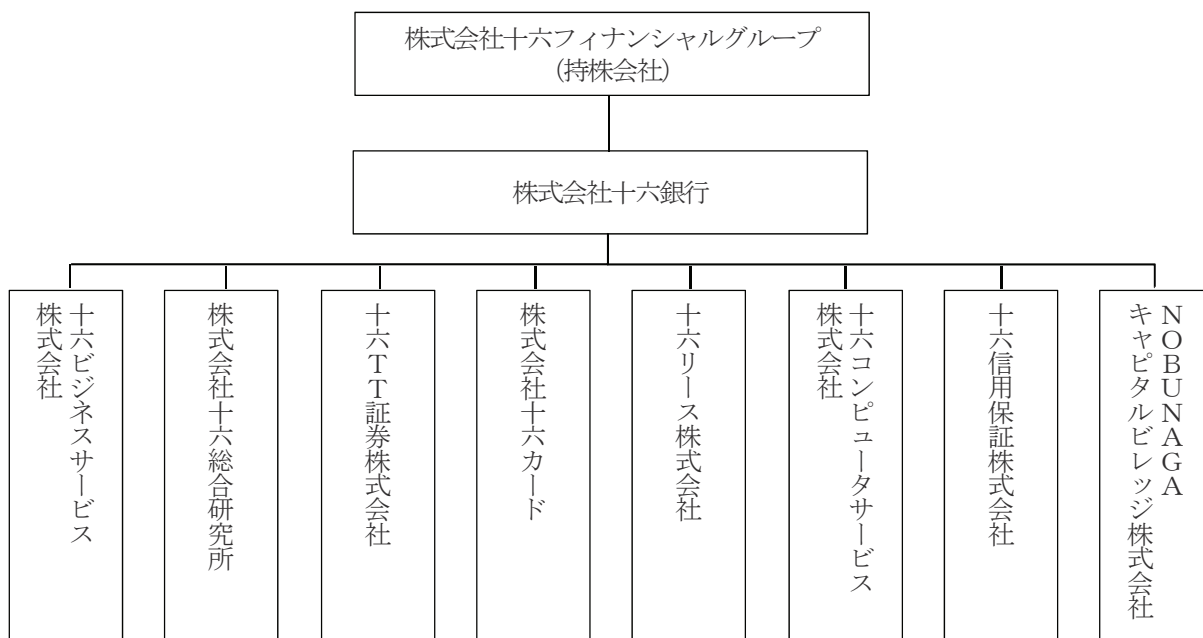 株式会社十六フィナンシャルグループ
(持株会社)
株式会社十六銀行
十六ビジネスサービス
株式会社
株式会社十六総合研究所
十六TT証券株式会社
株式会社十六カード
十六リース株式会社
十六コンピュータサービス
株式会社
十六信用保証株式会社
NOBUNAGA
キャピタルビレッジ株式会社